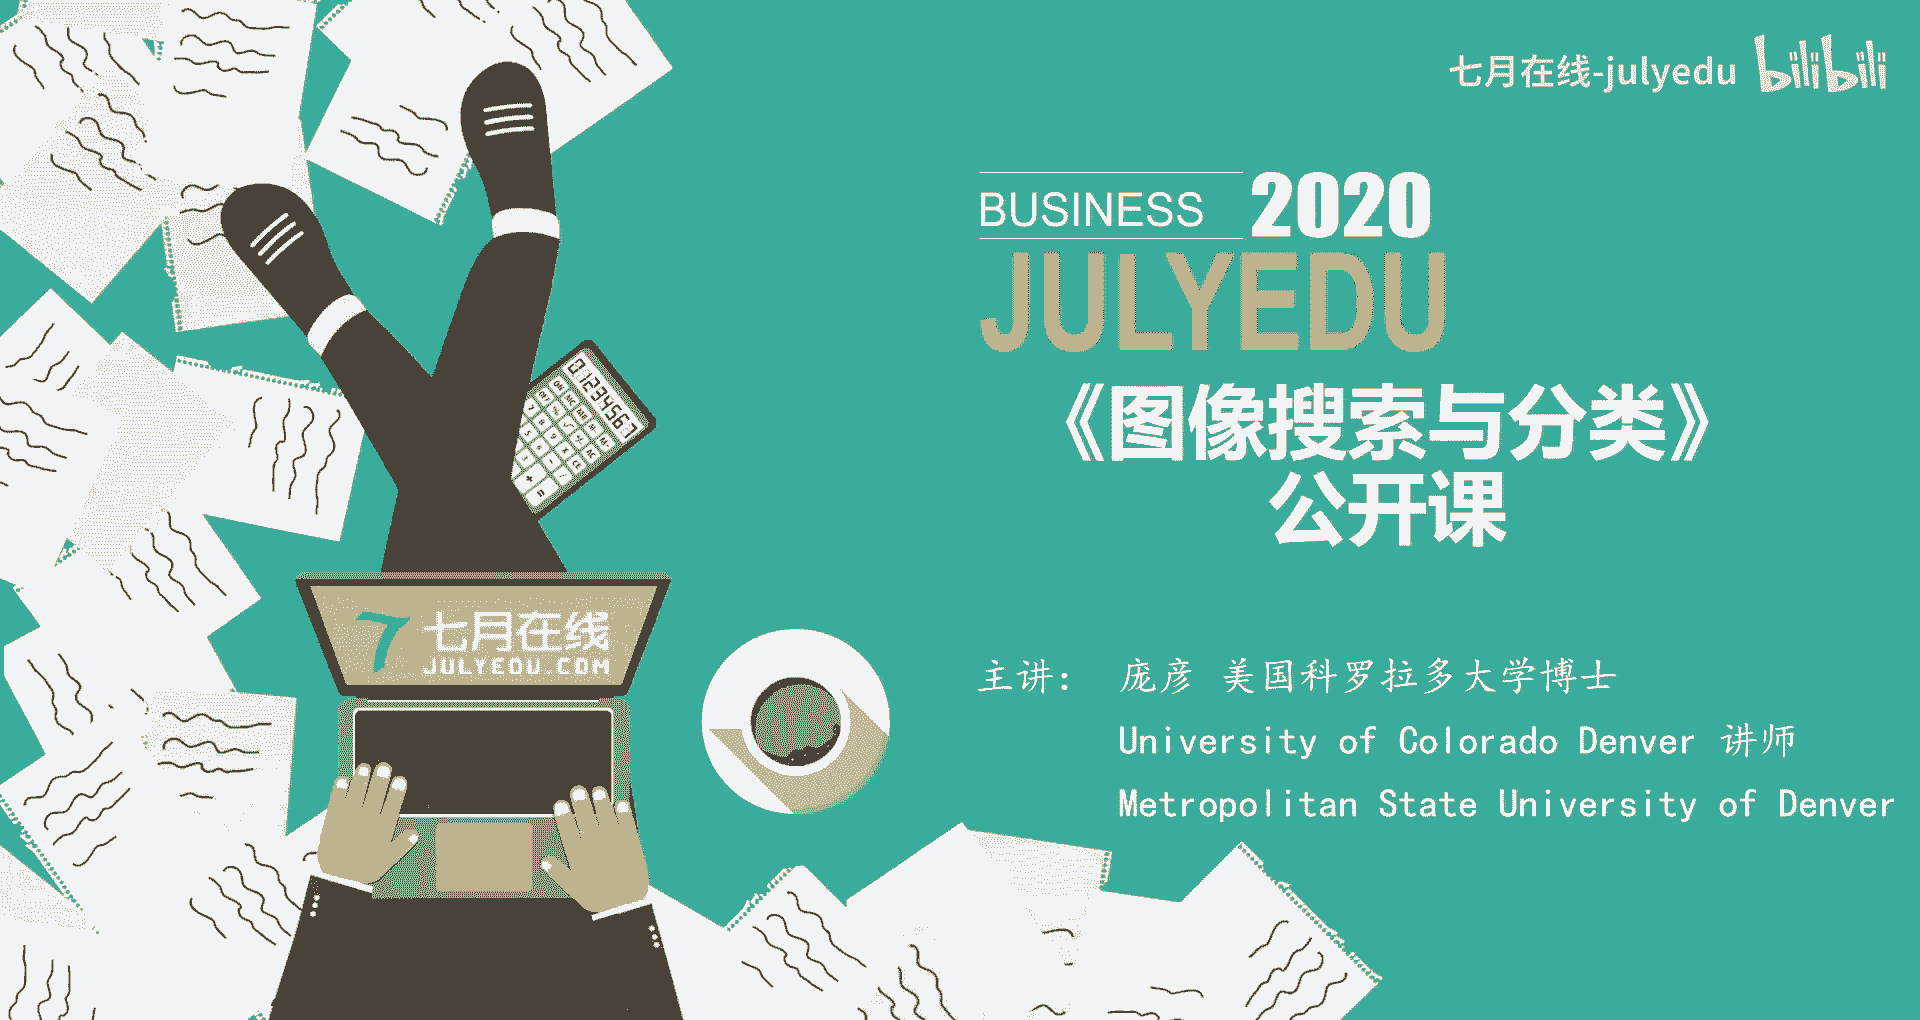 七月在线-julyedu bilibili
BUSINESS 2020
JULYEDU
《图像搜索与分类》
公开课
主讲： 庞彦 美国科罗拉多大学博士
University of Colorado Denver 讲师
Metropolitan State University of Denver
01234567
7 七月在线
JULYEDU.COM